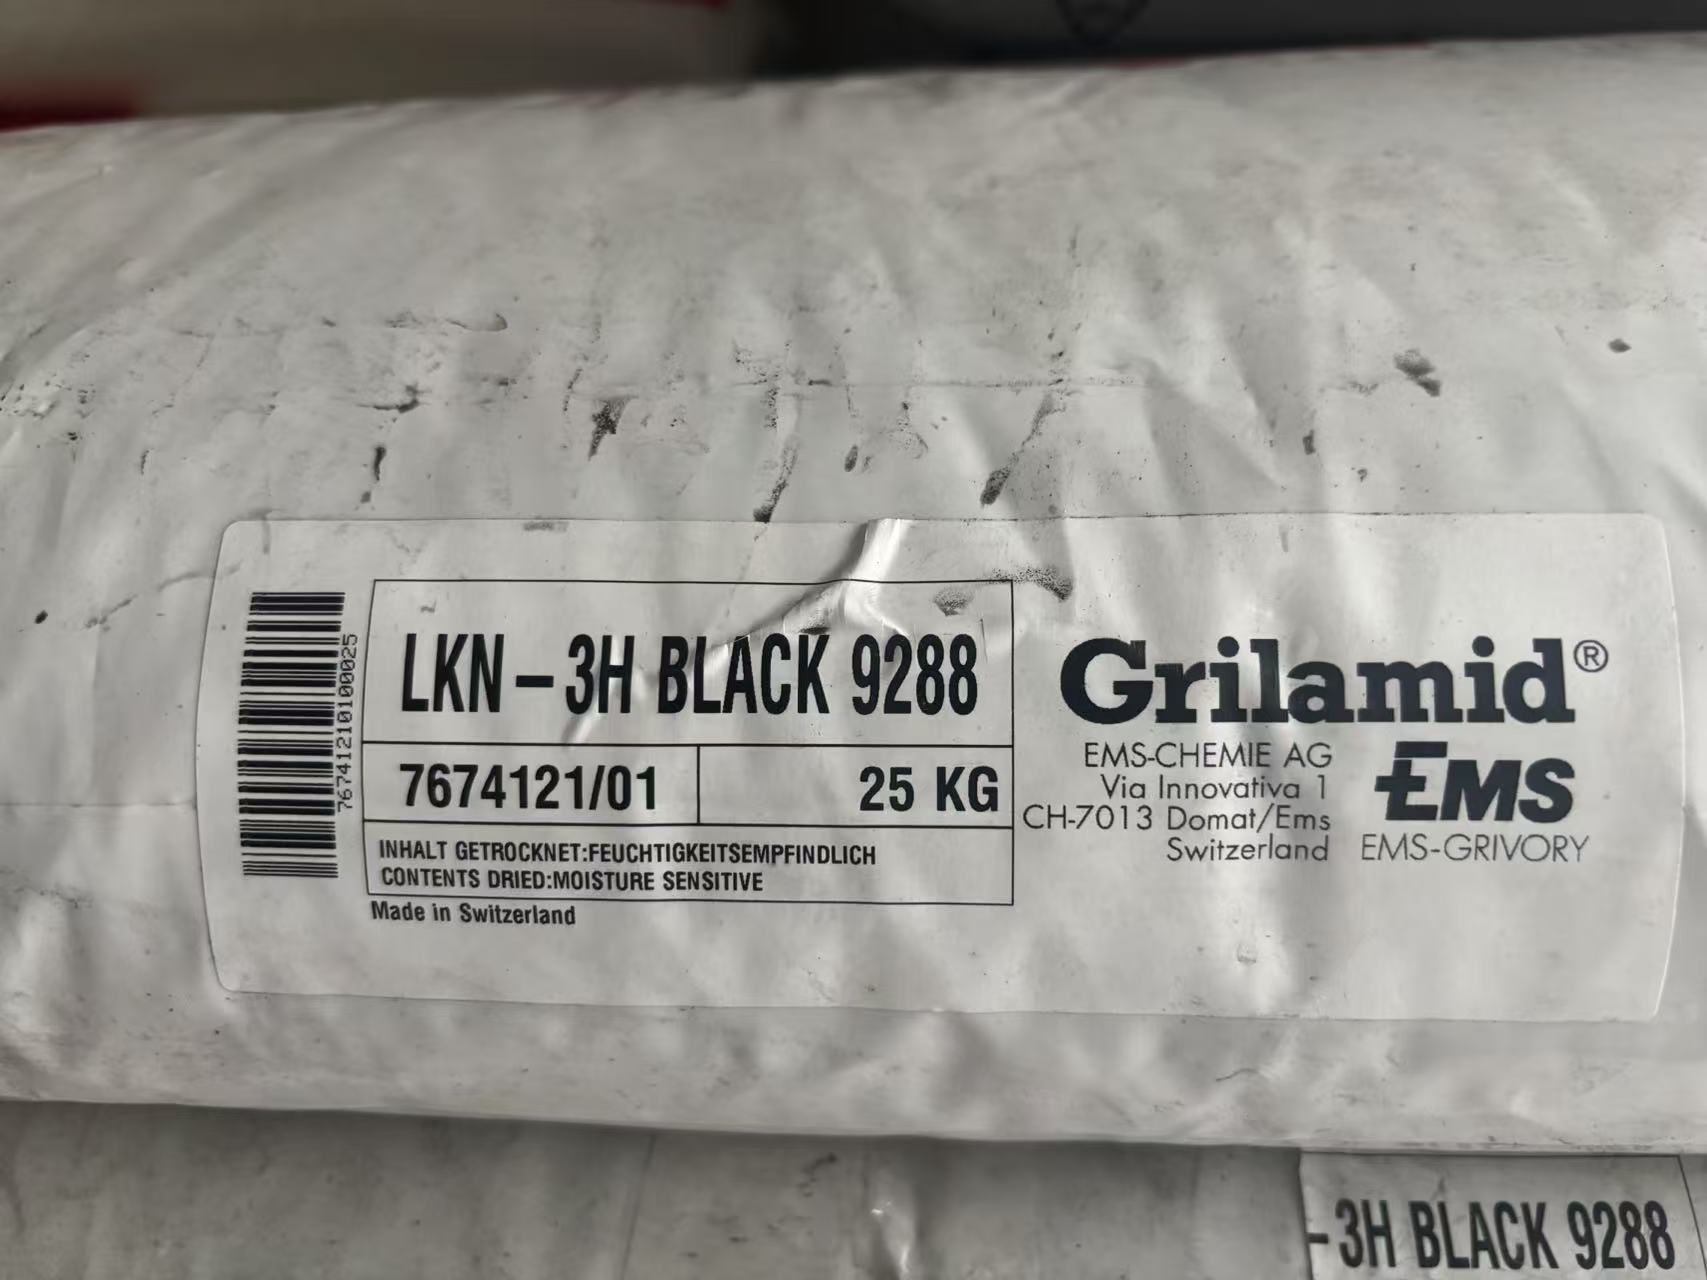 7674121010100025
LKN-3H BLACK 9288
7674121/01
25 KG
INHALT GETROCKNET:FEUCHTIGKEITSEMPFINDLICH
CONTENTS DRIED:MOISTURE SENSITIVE
Made in Switzerland
Grilamid®
EMS-CHEMIE AG
Via Innovativa 1
CH-7013 Domat/Ems
Switzerland
EMS
EMS-GRIVORY
-3H BLACK 9288